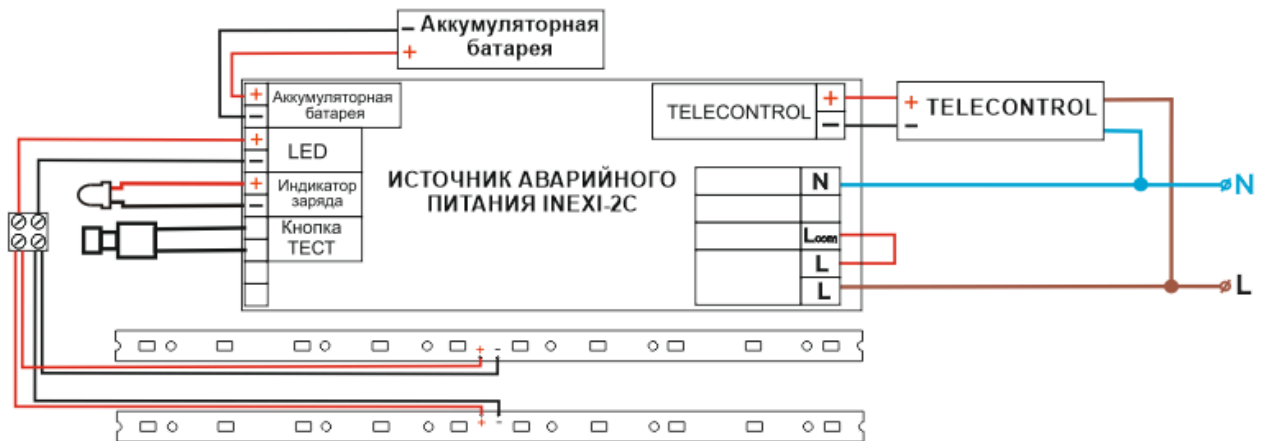 – Аккумуляторная
+ батарея
+ Аккумуляторная
– батарея
+
– LED
+ Индикатор
– заряда
Кнопка
ТЕСТ
ИСТОЧНИК АВАРИЙНОГО
ПИТАНИЯ INEXI-2C
TELECONTROL + –
+ TELECONTROL
–
N
Lcom
L
L
N
L
+ -
+ -